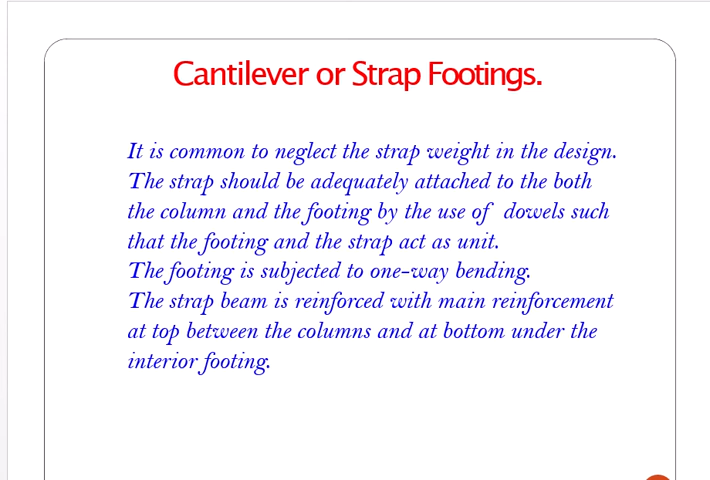 Cantilever or Strap Footings.
It is common to neglect the strap weight in the design.
The strap should be adequately attached to the both
the column and the footing by the use of dowels such
that the footing and the strap act as unit.
The footing is subjected to one-way bending.
The strap beam is reinforced with main reinforcement
at top between the columns and at bottom under the
interior footing.